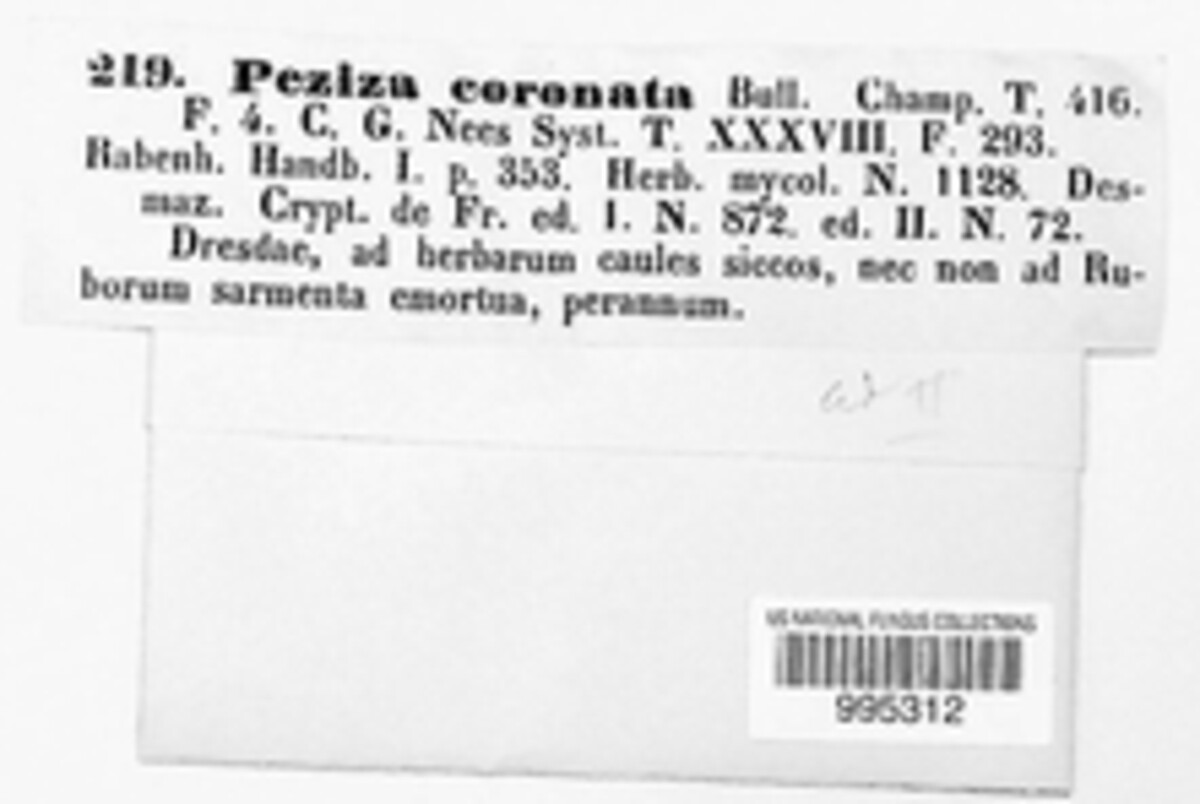 219. Peziza coronata Bull. Champ. T. 416.
F. 4. C. G. Nees Syst. T. XXXVIII. F. 293.
Rabenh. Handb. I. p. 353. Herb. mycol. N. 1128. Des-
maz. Crypt. de Fr. ed. I. N. 872. ed. II. N. 72.
Dresdae, ad herbarum caules siccos, nec non ad Ru-
borum sarmenta emortua, perannum.
US NATIONAL FUNGUS COLLECTIONS
995312